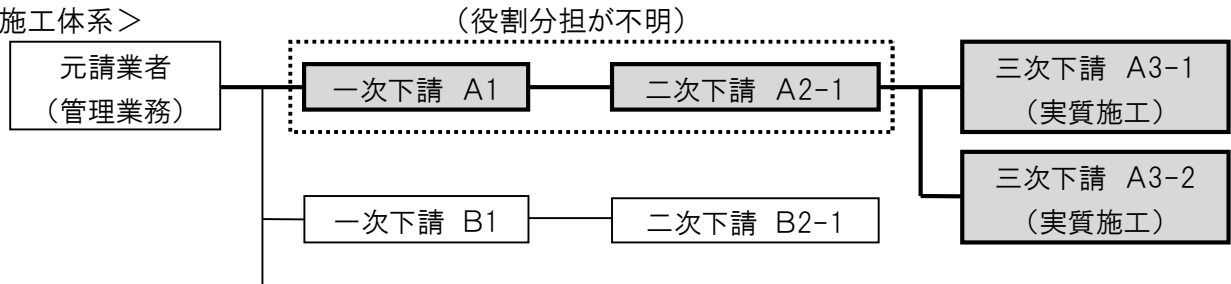 施工体系＞
（役割分担が不明）
元請業者
（管理業務）
一次下請　A1
二次下請　A2-1
三次下請　A3-1
（実質施工）
三次下請　A3-2
（実質施工）
一次下請　B1
二次下請　B2-1